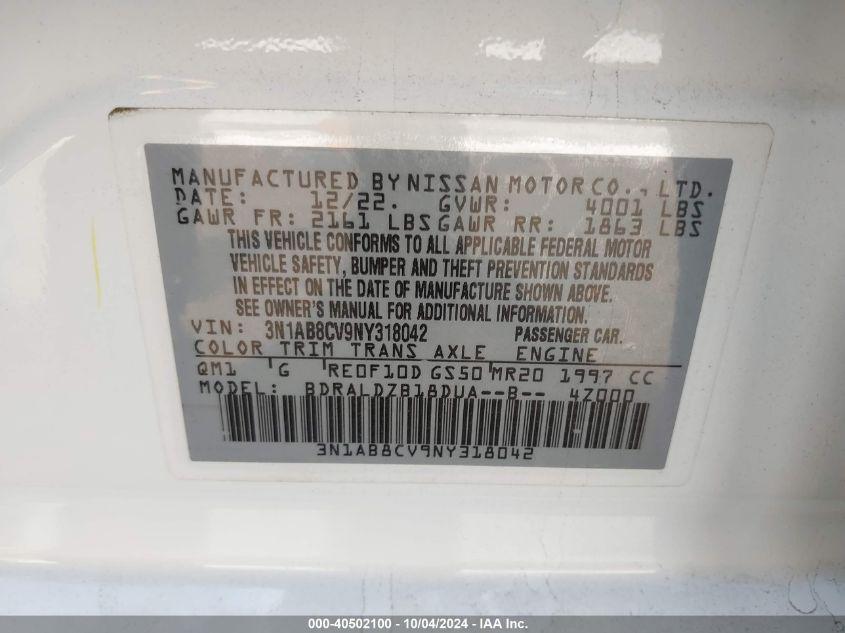 MANUFACTURED BY NISSAN MOTOR CO., LTD.
DATE: 12/22. GVWR: 4001 LBS
GAWR FR: 2161 LBS GAWR RR: 1863 LBS
THIS VEHICLE CONFORMS TO ALL APPLICABLE FEDERAL MOTOR
VEHICLE SAFETY, BUMPER AND THEFT PREVENTION STANDARDS
IN EFFECT ON THE DATE OF MANUFACTURE SHOWN ABOVE.
SEE OWNER'S MANUAL FOR ADDITIONAL INFORMATION.
VIN: 3N1AB8CV9NY318042 PASSENGER CAR.
COLOR TRIM TRANS AXLE ENGINE
QM1 G RE0F10D GS50 MR20 1997 CC
MODEL: BDRALDZB18DUA--B-- 4Z000
3N1AB8CV9NY318042
000-40502100 - 10/04/2024 - IAA Inc.